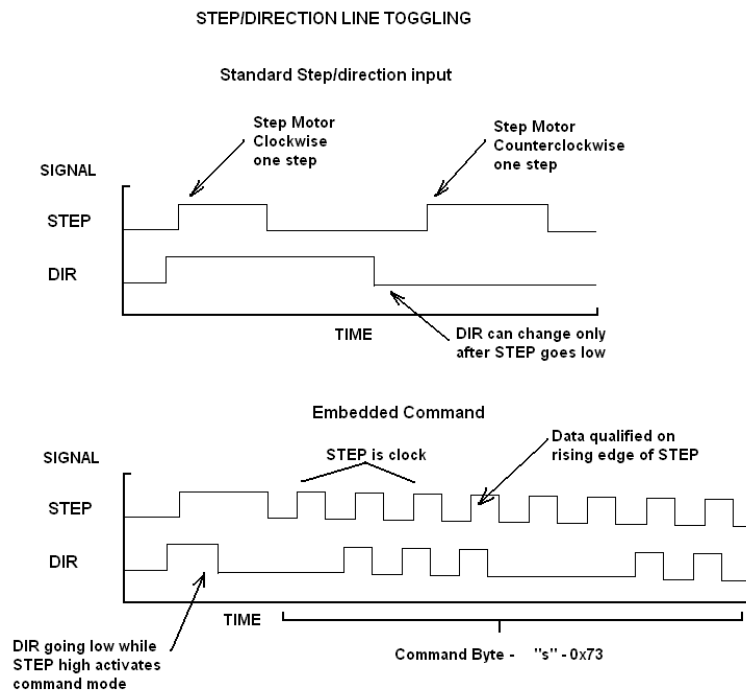 STEP/DIRECTION LINE TOGGLING
Standard Step/direction input
Step Motor
Clockwise
one step
Step Motor
Counterclockwise
one step
SIGNAL
STEP
DIR
TIME
DIR can change only
after STEP goes low
Embedded Command
SIGNAL
STEP is clock
Data qualified on
rising edge of STEP
STEP
DIR
TIME
DIR going low while
STEP high activates
command mode
Command Byte - "s" - 0x73